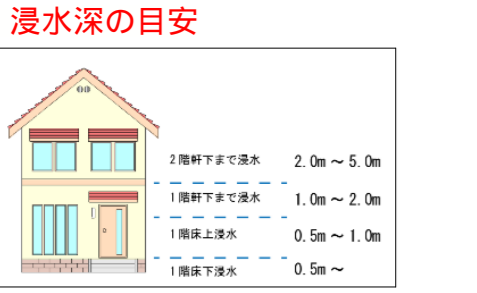 浸水深の目安
2階軒下まで浸水 2.0m ～ 5.0m
1階軒下まで浸水 1.0m ～ 2.0m
1階床上浸水 0.5m ～ 1.0m
1階床下浸水 0.5m ～